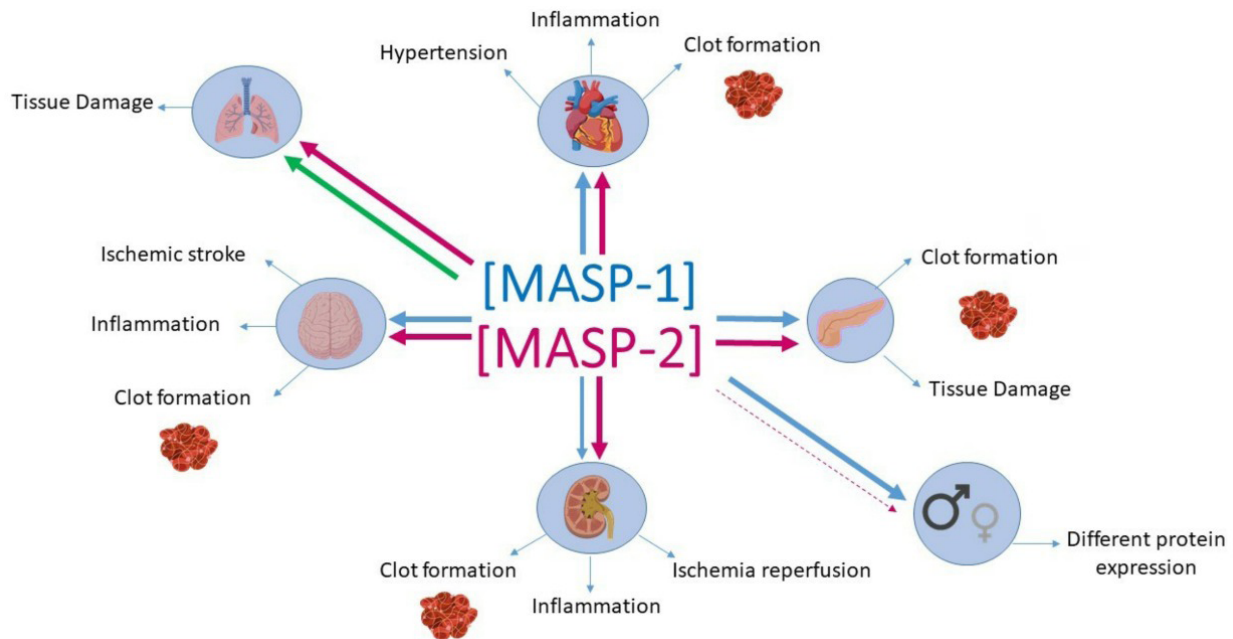 Inflammation
Hypertension
Clot formation
Tissue Damage
Ischemic stroke
Inflammation
Clot formation
[MASP-1]
[MASP-2]
Clot formation
Tissue Damage
Clot formation
Inflammation
Ischemia reperfusion
Different protein
expression